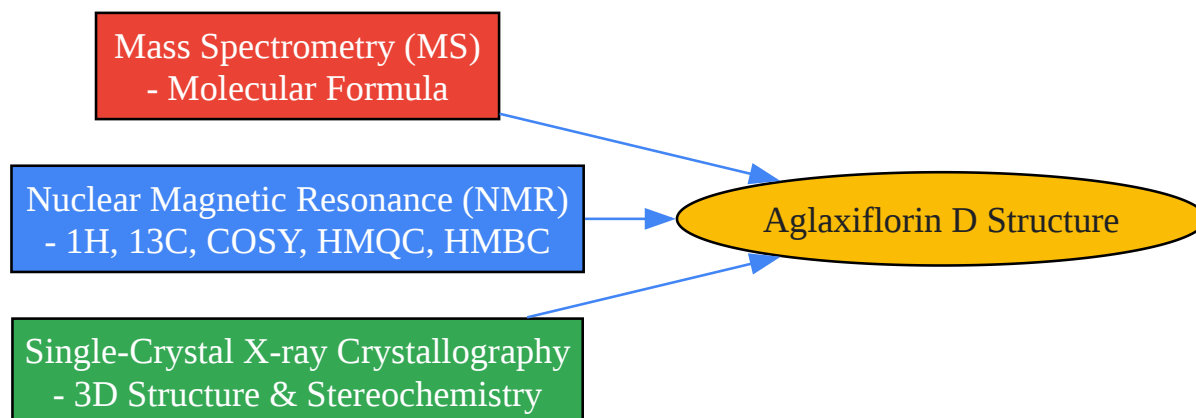 Mass Spectrometry (MS)
- Molecular Formula
Nuclear Magnetic Resonance (NMR)
- 1H, 13C, COSY, HMQC, HMBC
Aglaxiflorin D Structure
Single-Crystal X-ray Crystallography
- 3D Structure & Stereochemistry